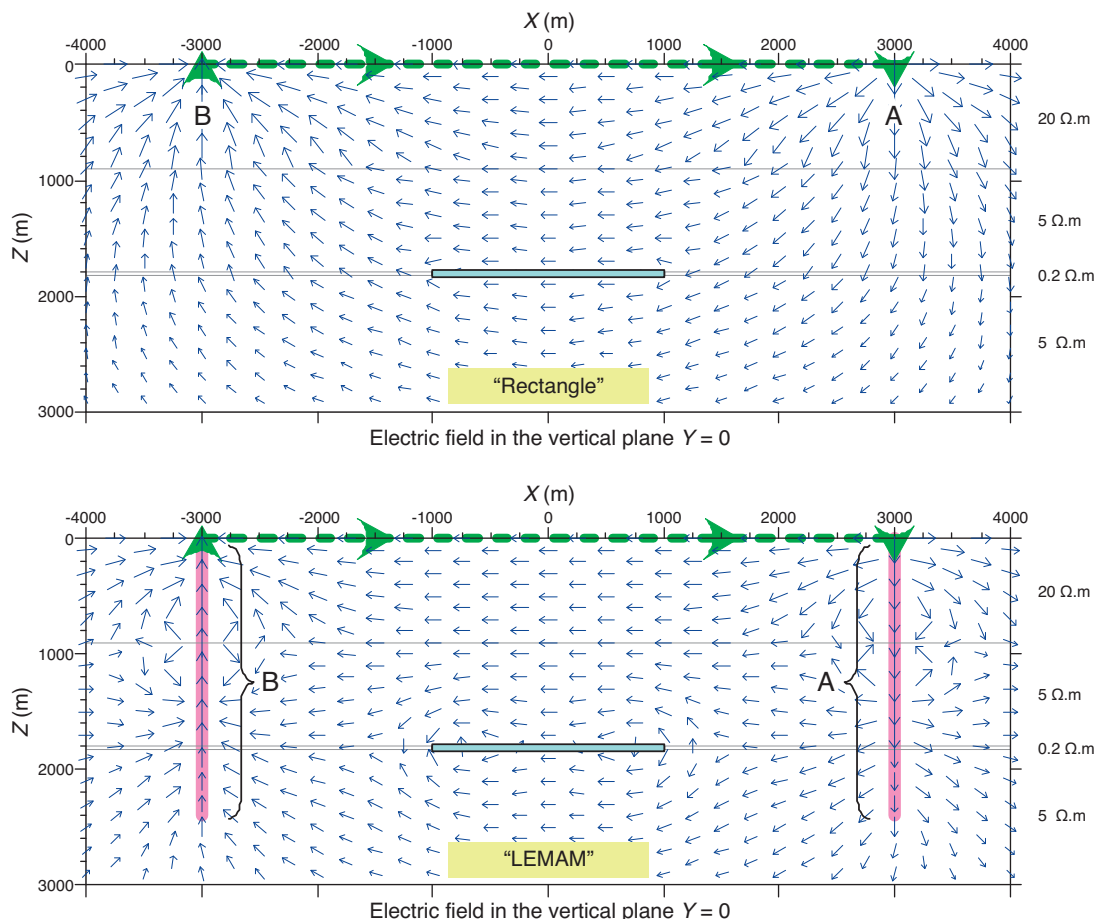 X (m)
-4000 -3000 -2000 -1000 0 1000 2000 3000 4000
0
B A
20 Ω.m
1000
5 Ω.m
Z (m)
0.2 Ω.m
2000
5 Ω.m
“Rectangle”
3000
Electric field in the vertical plane Y = 0
X (m)
-4000 -3000 -2000 -1000 0 1000 2000 3000 4000
0
20 Ω.m
1000
B A
5 Ω.m
Z (m)
0.2 Ω.m
2000
5 Ω.m
“LEMAM”
3000
Electric field in the vertical plane Y = 0